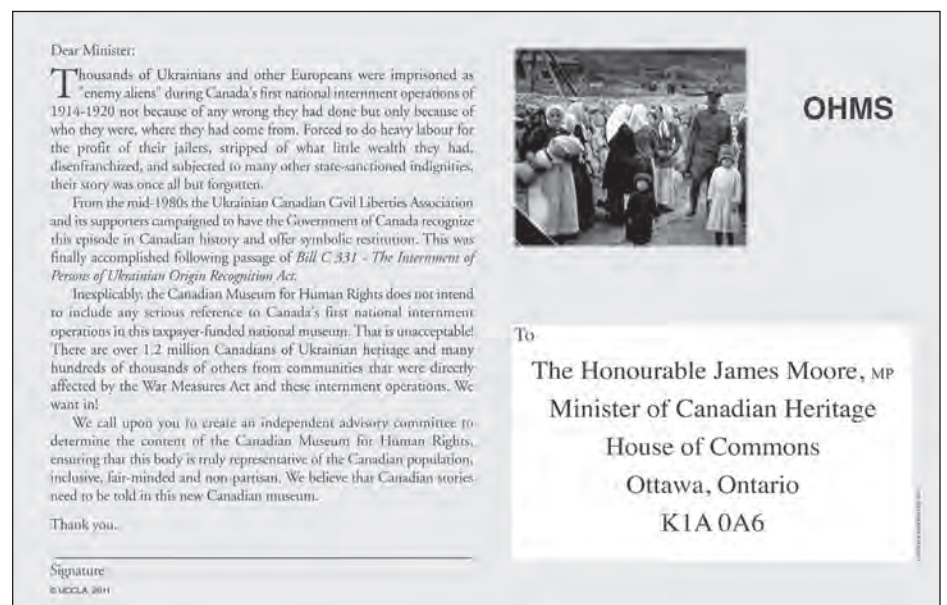 Dear Minister:
Thousands of Ukrainians and other Europeans were imprisoned as
"enemy aliens" during Canada's first national internment operations of
1914-1920 not because of any wrong they had done but only because of
who they were, where they had come from. Forced to do heavy labour for
the profit of their jailers, stripped of what little wealth they had,
disenfranchized, and subjected to many other state-sanctioned indignities,
their story was once all but forgotten.
From the mid-1980s the Ukrainian Canadian Civil Liberties Association
and its supporters campaigned to have the Government of Canada recognize
this episode in Canadian history and offer symbolic restitution. This was
finally accomplished following passage of Bill C 331 - The Internment of
Persons of Ukrainian Origin Recognition Act.
Inexplicably, the Canadian Museum for Human Rights does not intend
to include any serious reference to Canada's first national internment
operations in this taxpayer-funded national museum. That is unacceptable!
There are over 1.2 million Canadians of Ukrainian heritage and many
hundreds of thousands of others from communities that were directly
affected by the War Measures Act and these internment operations. We
want in!
We call upon you to create an independent advisory committee to
determine the content of the Canadian Museum for Human Rights,
ensuring that this body is truly representative of the Canadian population,
inclusive, fair-minded and non-partisan. We believe that Canadian stories
need to be told in this new Canadian museum.
Thank you.
Signature
© UCCLA 2011
OHMS
To
The Honourable James Moore, MP
Minister of Canadian Heritage
House of Commons
Ottawa, Ontario
K1A 0A6